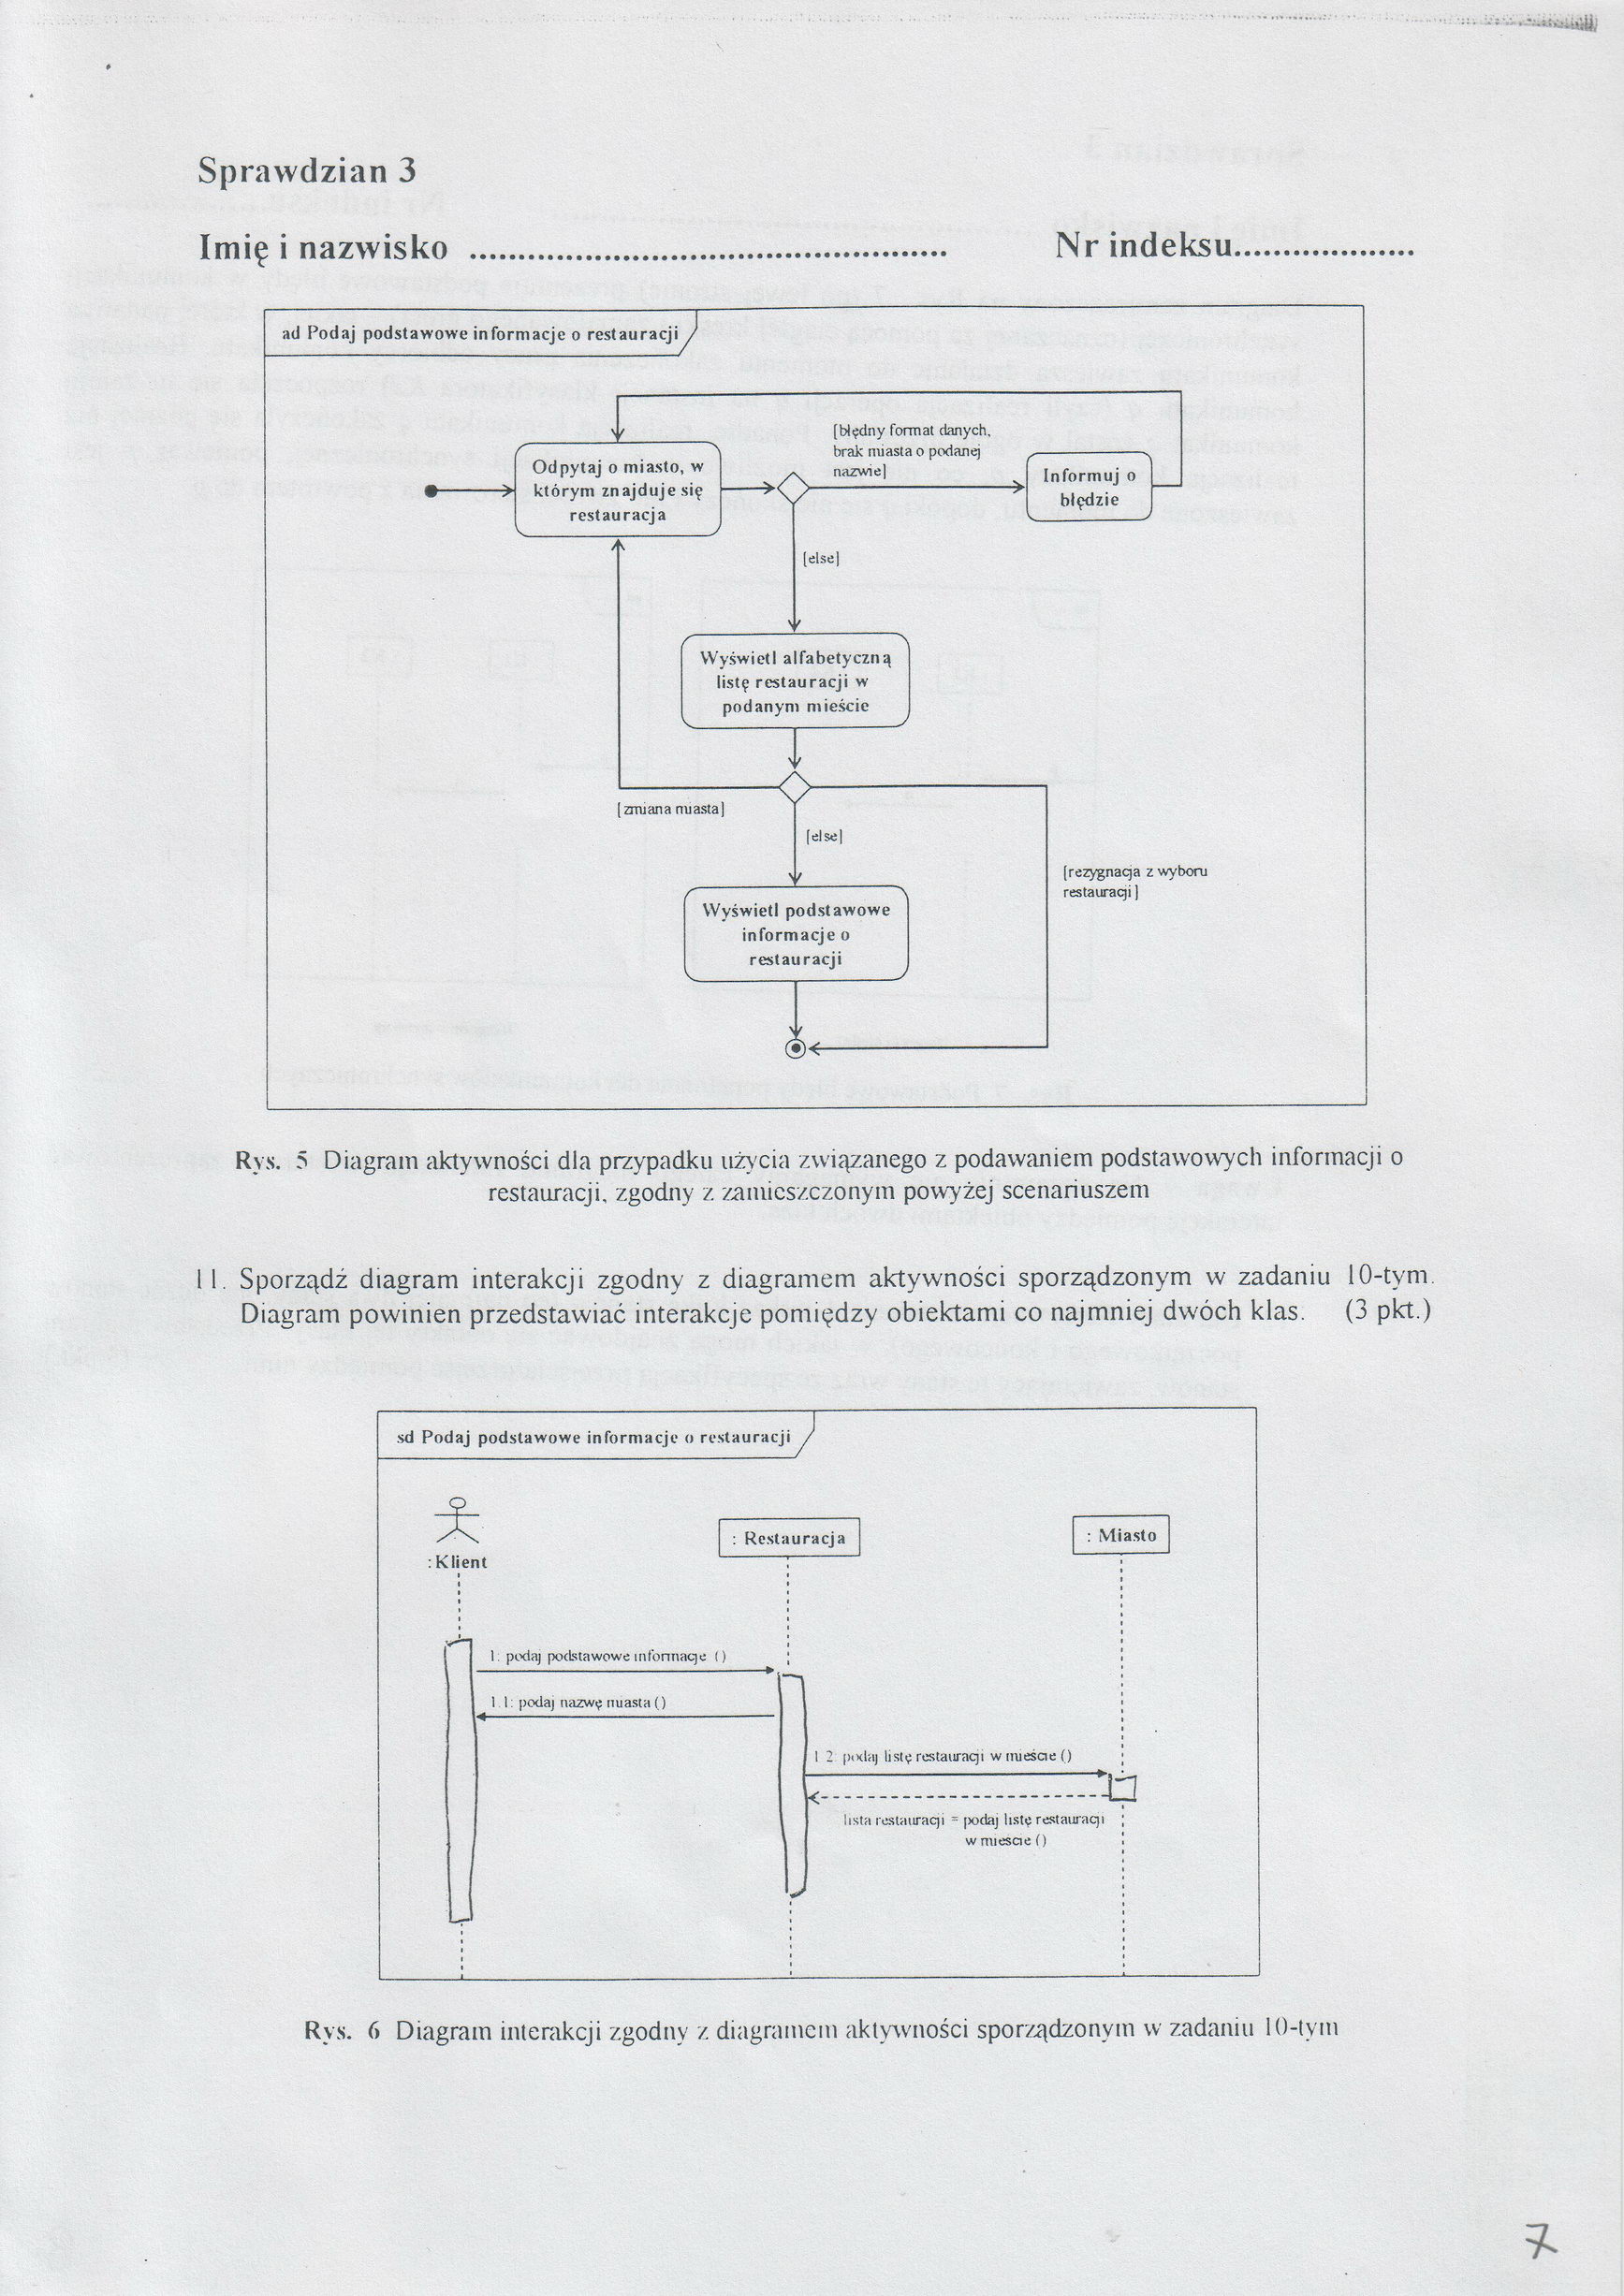 Sprawdzian 3
Imię i nazwisko ................................................. Nr indeksu...................
ad Podaj podstawowe informacje o restauracji
Odpytaj o miasto, w
którym znajduje się
restauracja
[błędny format danych,
brak miasta o podanej
nazwie]
Informuj o
błędzie
[else]
Wyświetl alfabetyczną
listę restauracji w
podanym mieście
[zmiana miasta]
[else]
[rezygnacja z wyboru
restauracji]
Wyświetl podstawowe
informacje o
restauracji
Rys. 5 Diagram aktywności dla przypadku użycia związanego z podawaniem podstawowych informacji o
restauracji, zgodny z zamieszczonym powyżej scenariuszem
11. Sporządź diagram interakcji zgodny z diagramem aktywności sporządzonym w zadaniu 10-tym.
Diagram powinien przedstawiać interakcje pomiędzy obiektami co najmniej dwóch klas. (3 pkt.)
sd Podaj podstawowe informacje o restauracji
:Klient
: Restauracja
: Miasto
1: podaj podstawowe informacje ()
1.1: podaj nazwę miasta ()
1.2: podaj listę restauracji w mieście ()
lista restauracji = podaj listę restauracji
w mieście ()
Rys. 6 Diagram interakcji zgodny z diagramem aktywności sporządzonym w zadaniu 10-tym
7